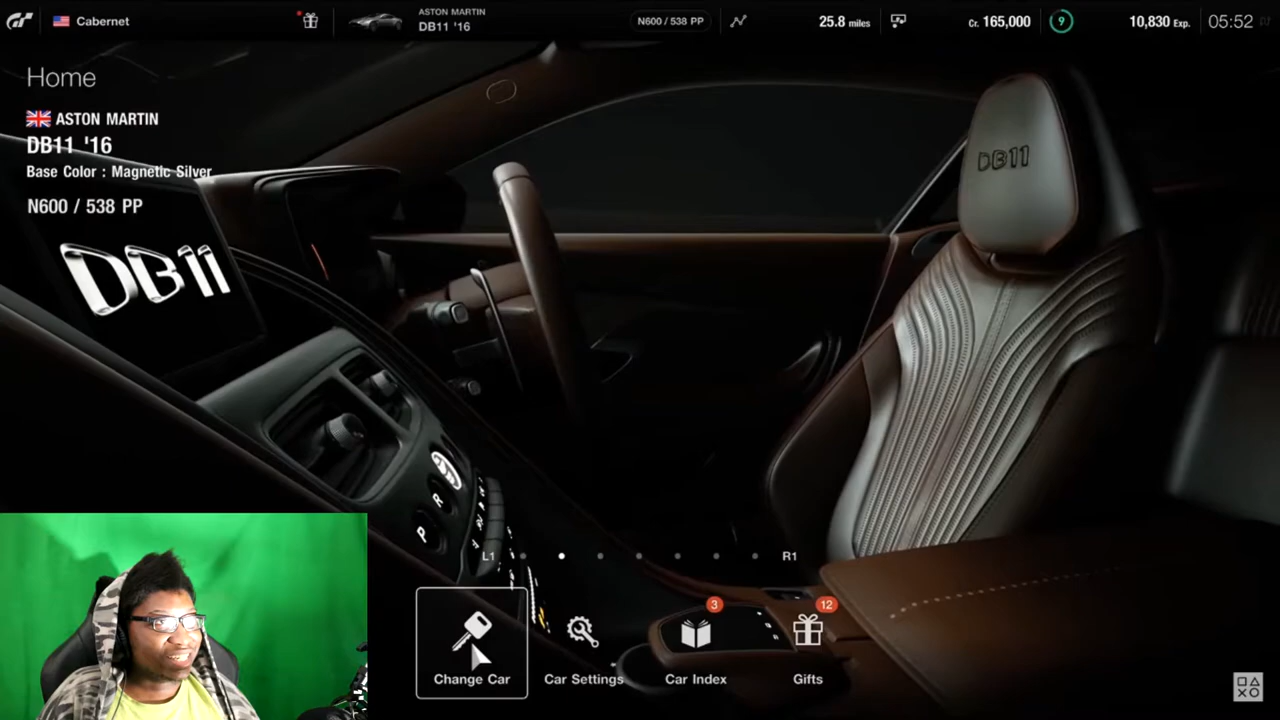 Cabernet
ASTON MARTIN
DB11 '16
N600 / 538 PP
25.8 miles
Cr. 165,000
9
10,830 Exp.
05:52
Home
ASTON MARTIN
DB11 '16
Base Color : Magnetic Silver
N600 / 538 PP
DB11
DB11
R
P
L1
R1
3
12
Change Car
Car Settings
Car Index
Gifts